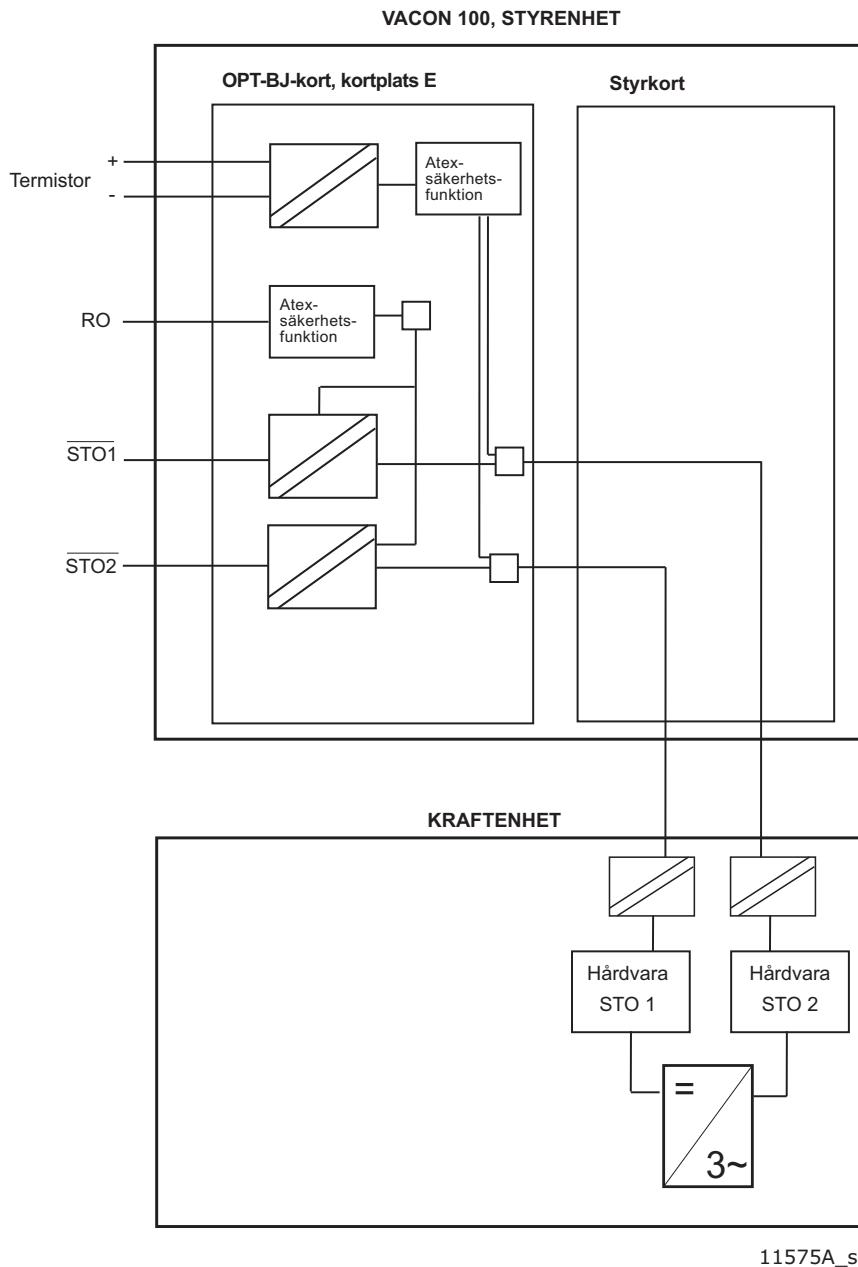 VACON 100, STYRENHET
OPT-BJ-kort, kortplats E
Styrkort
Termistor
+
-
Atex-
säkerhets-
funktion
RO
Atex-
säkerhets-
funktion
STO1
STO2
KRAFTENHET
Hårdvara
STO 1
Hårdvara
STO 2
=
3~
11575A_s